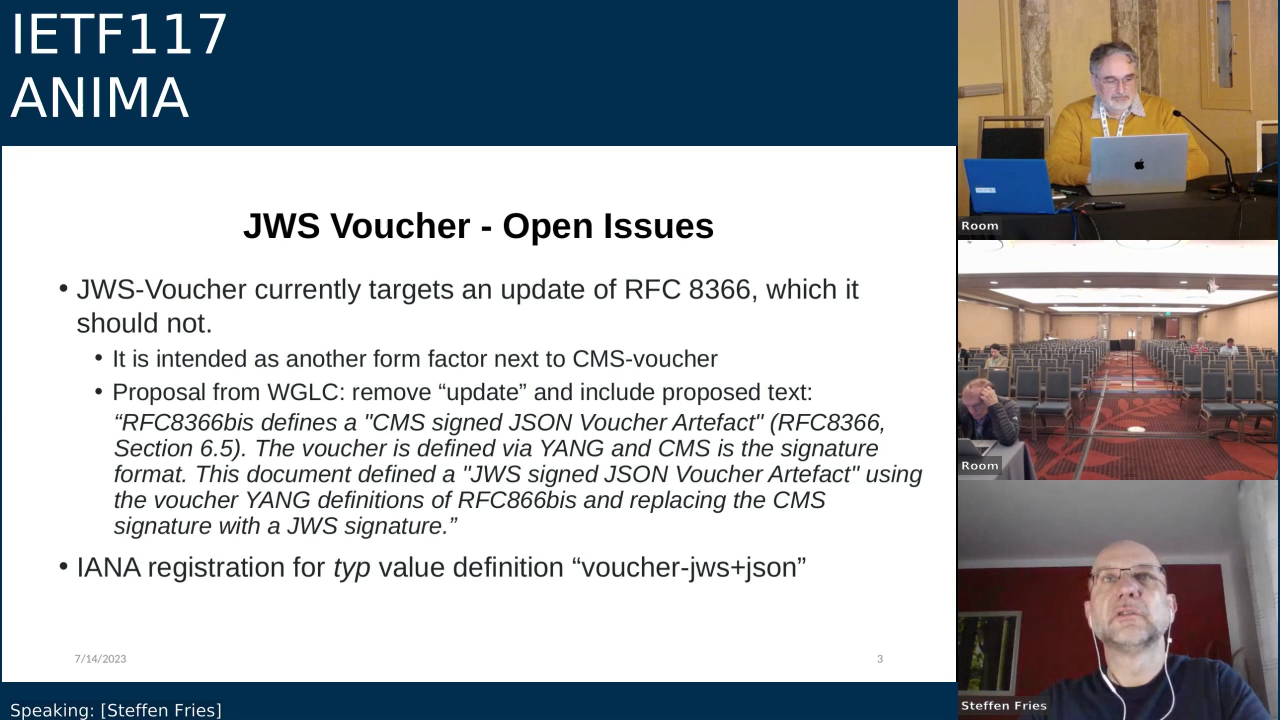 IETF117
ANIMA
JWS Voucher - Open Issues
• JWS-Voucher currently targets an update of RFC 8366, which it
should not.
• It is intended as another form factor next to CMS-voucher
• Proposal from WGLC: remove “update” and include proposed text:
“RFC8366bis defines a "CMS signed JSON Voucher Artefact" (RFC8366,
Section 6.5). The voucher is defined via YANG and CMS is the signature
format. This document defined a "JWS signed JSON Voucher Artefact" using
the voucher YANG definitions of RFC866bis and replacing the CMS
signature with a JWS signature.”
• IANA registration for typ value definition “voucher-jws+json”
7/14/2023
3
Speaking: [Steffen Fries]
Room
Room
Steffen Fries